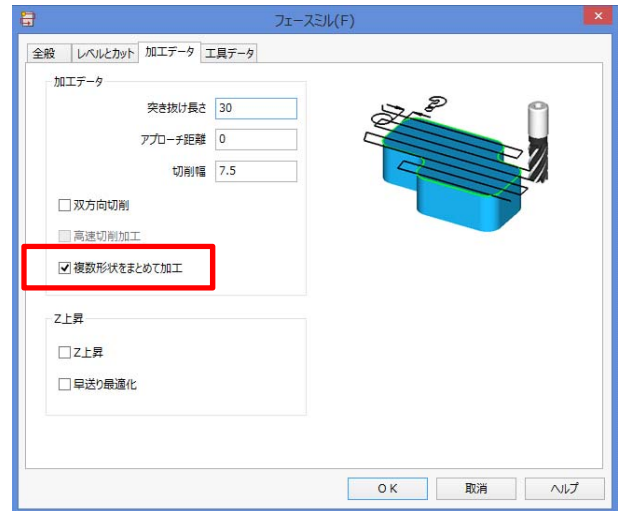 フェースミル(F)
全般 レベルとカット 加工データ 工具データ
加工データ
突き抜け長さ 30
アプローチ距離 0
切削幅 7.5
双方向切削
高速切削加工
複数形状をまとめて加工
Z上昇
Z上昇
早送り最適化
OK 取消 ヘルプ